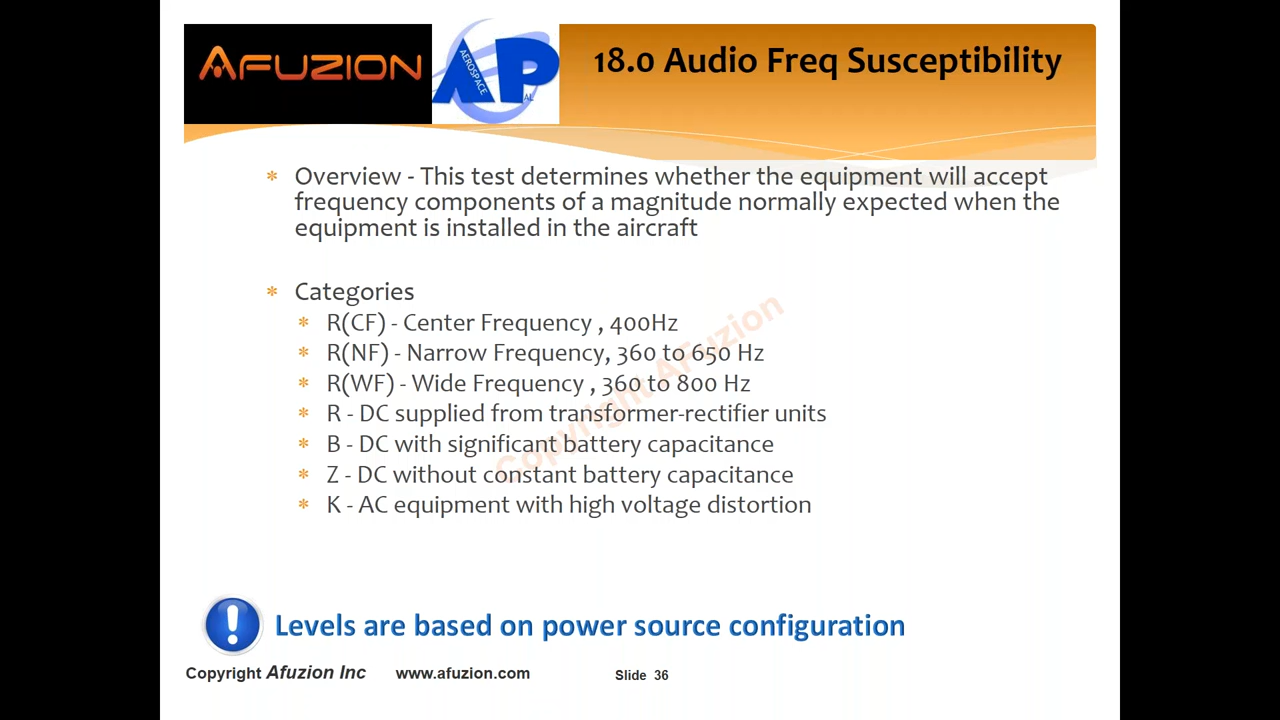 AFUZION
AEROSPACE
AP
AL
18.0 Audio Freq Susceptibility
Overview - This test determines whether the equipment will accept
frequency components of a magnitude normally expected when the
equipment is installed in the aircraft
Categories
R(CF) - Center Frequency , 400Hz
R(NF) - Narrow Frequency, 360 to 650 Hz
R(WF) - Wide Frequency , 360 to 800 Hz
R - DC supplied from transformer-rectifier units
B - DC with significant battery capacitance
Z - DC without constant battery capacitance
K - AC equipment with high voltage distortion
Copyright AFuzion
Levels are based on power source configuration
Copyright Afuzion Inc www.afuzion.com Slide 36